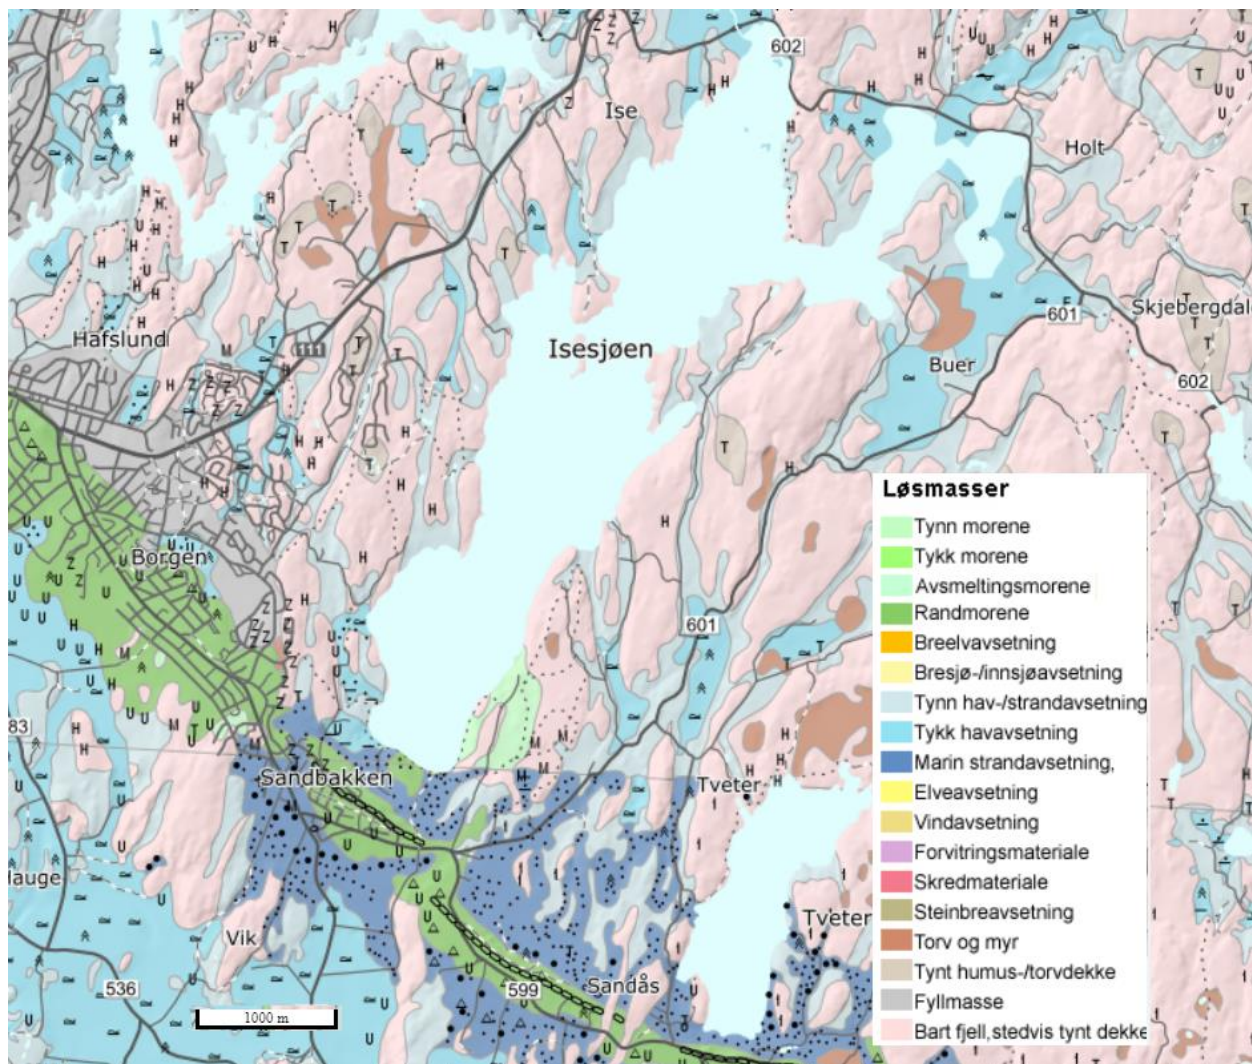 602
Ise
Holt
Hafslund
111
Isesjøen
601
Skjebergdal
Buer
602
Løsmasser
Tynn morene
Tykk morene
Avsmeltingsmorene
Randmorene
Breelvavsetning
Bresjø-/innsjøavsetning
Tynn hav-/strandavsetning
Tykk havavsetning
Marin strandavsetning,
Elveavsetning
Vindavsetning
Forvitringsmateriale
Skredmateriale
Steinbreavsetning
Torv og myr
Tynt humus-/torvdekke
Fyllmasse
Bart fjell,stedvis tynt dekke
Borgen
601
83
Sandbakken
Tveter
Hauge
Vik
Tveter
536
599
Sandås
1000 m